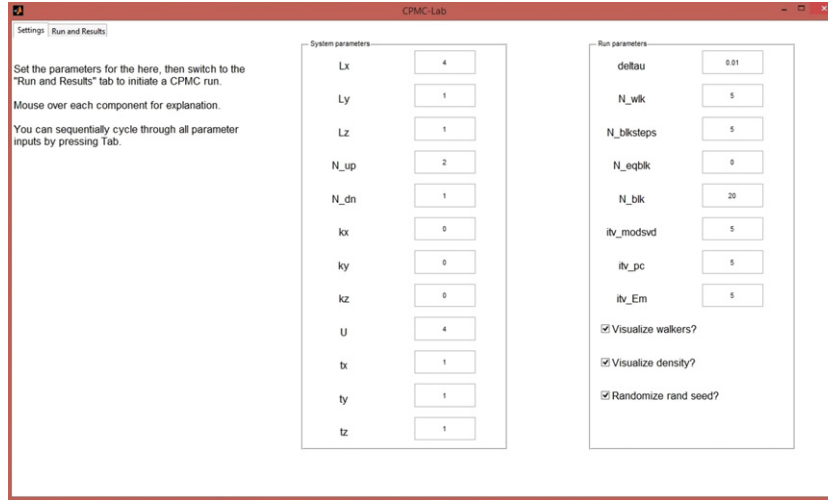 CPMC-Lab
Settings Run and Results
Set the parameters for the here, then switch to the
"Run and Results" tab to initiate a CPMC run.
Mouse over each component for explanation.
You can sequentially cycle through all parameter
inputs by pressing Tab.
System parameters
Lx 4
Ly 1
Lz 1
N_up 2
N_dn 1
kx 0
ky 0
kz 0
U 4
tx 1
ty 1
tz 1
Run parameters
deltau 0.01
N_wlk 5
N_blksteps 5
N_eqblk 0
N_blk 20
itv_modsvd 5
itv_pc 5
itv_Em 5
Visualize walkers?
Visualize density?
Randomize rand seed?